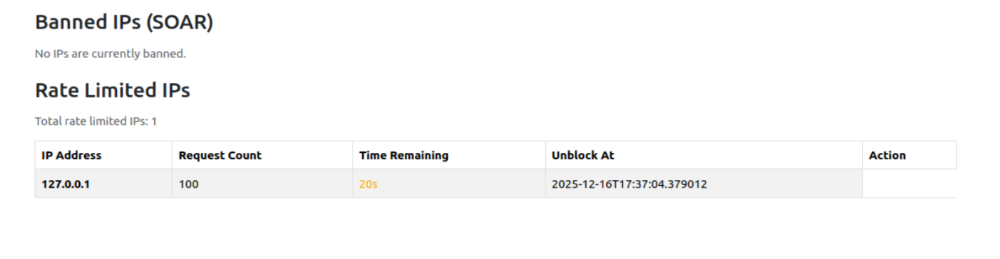 Banned IPs (SOAR)
No IPs are currently banned.
Rate Limited IPs
Total rate limited IPs: 1
IP Address Request Count Time Remaining Unblock At Action
127.0.0.1 100 20s 2025-12-16T17:37:04.379012